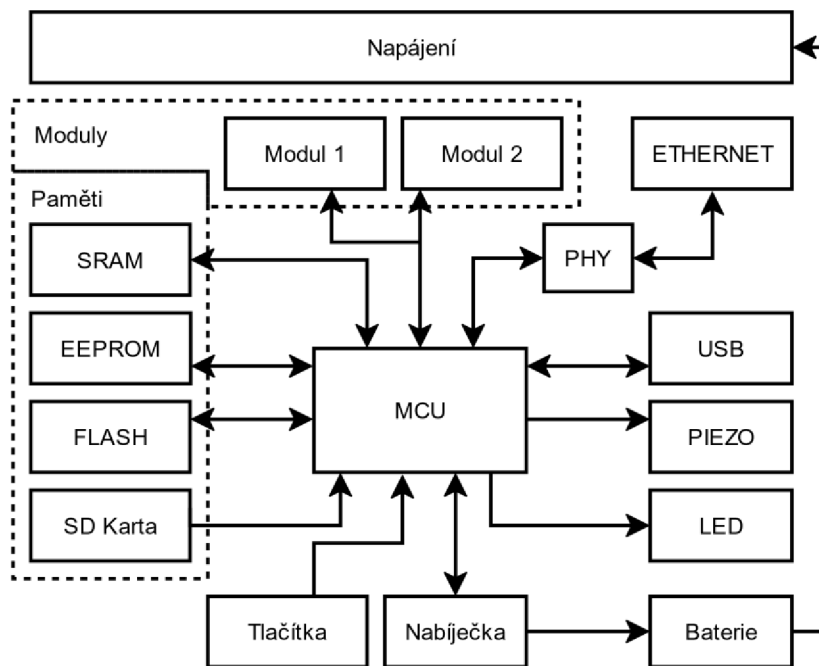 Napájení
Moduly
Modul 1
Modul 2
ETHERNET
Paměti
SRAM
PHY
EEPROM
USB
MCU
FLASH
PIEZO
SD Karta
LED
Tlačítka
Nabíječka
Baterie